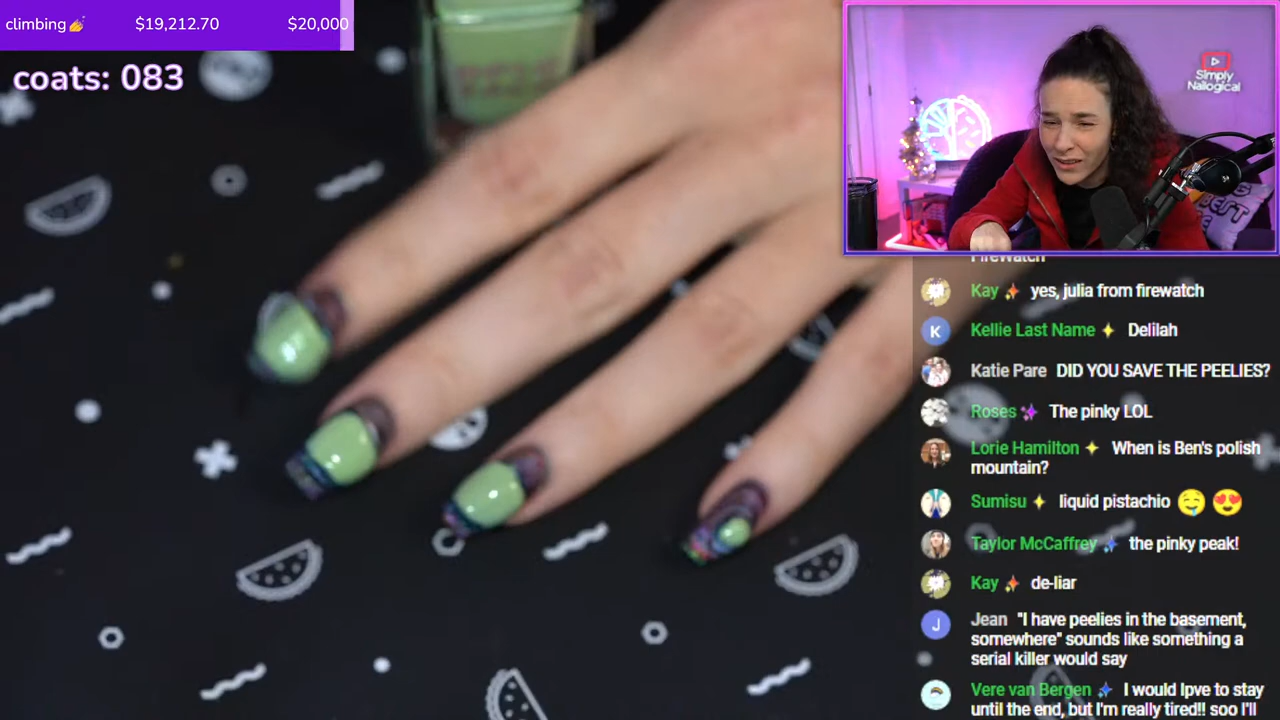 climbing💅 $19,212.70 $20,000
coats: 083
Simply
Nailogical
BEST
Firewatch
Kay ✨ yes, julia from firewatch
Kellie Last Name ✨ Delilah
K
Katie Pare DID YOU SAVE THE PEELIES?
Roses ✨ The pinky LOL
Lorie Hamilton ✨ When is Ben's polish
mountain?
Sumisu ✨ liquid pistachio 🤤 😍
Taylor McCaffrey ✨ the pinky peak!
Kay ✨ de-liar
J
Jean "I have peelies in the basement,
somewhere" sounds like something a
serial killer would say
Vere van Bergen ✨ I would lpve to stay
until the end, but I'm really tired!! soo I'll